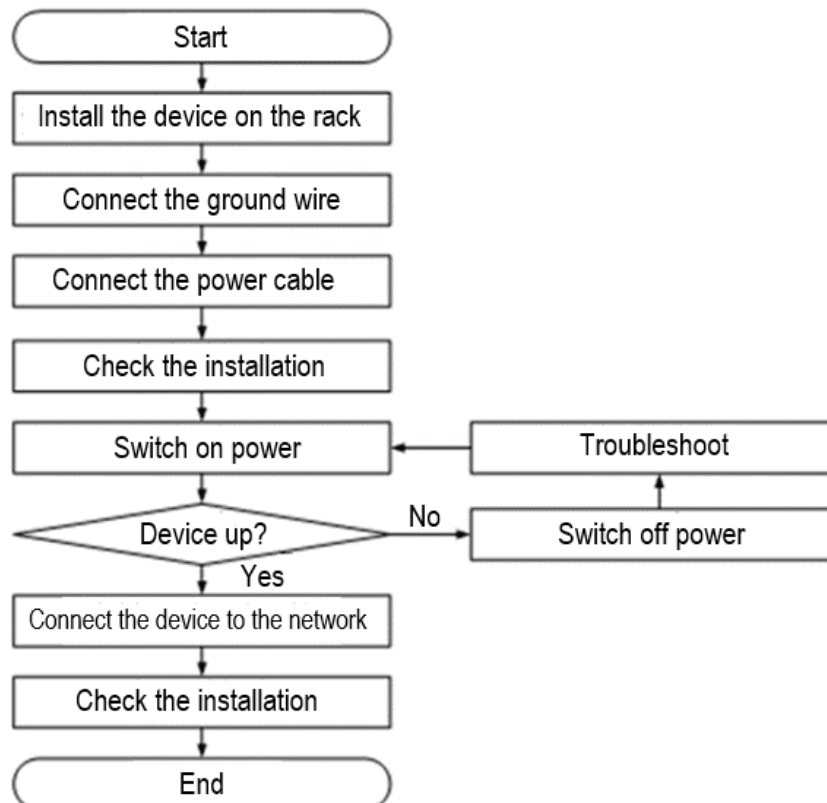 Start
Install the device on the rack
Connect the ground wire
Connect the power cable
Check the installation
Switch on power
Troubleshoot
Device up?
No
Switch off power
Yes
Connect the device to the network
Check the installation
End